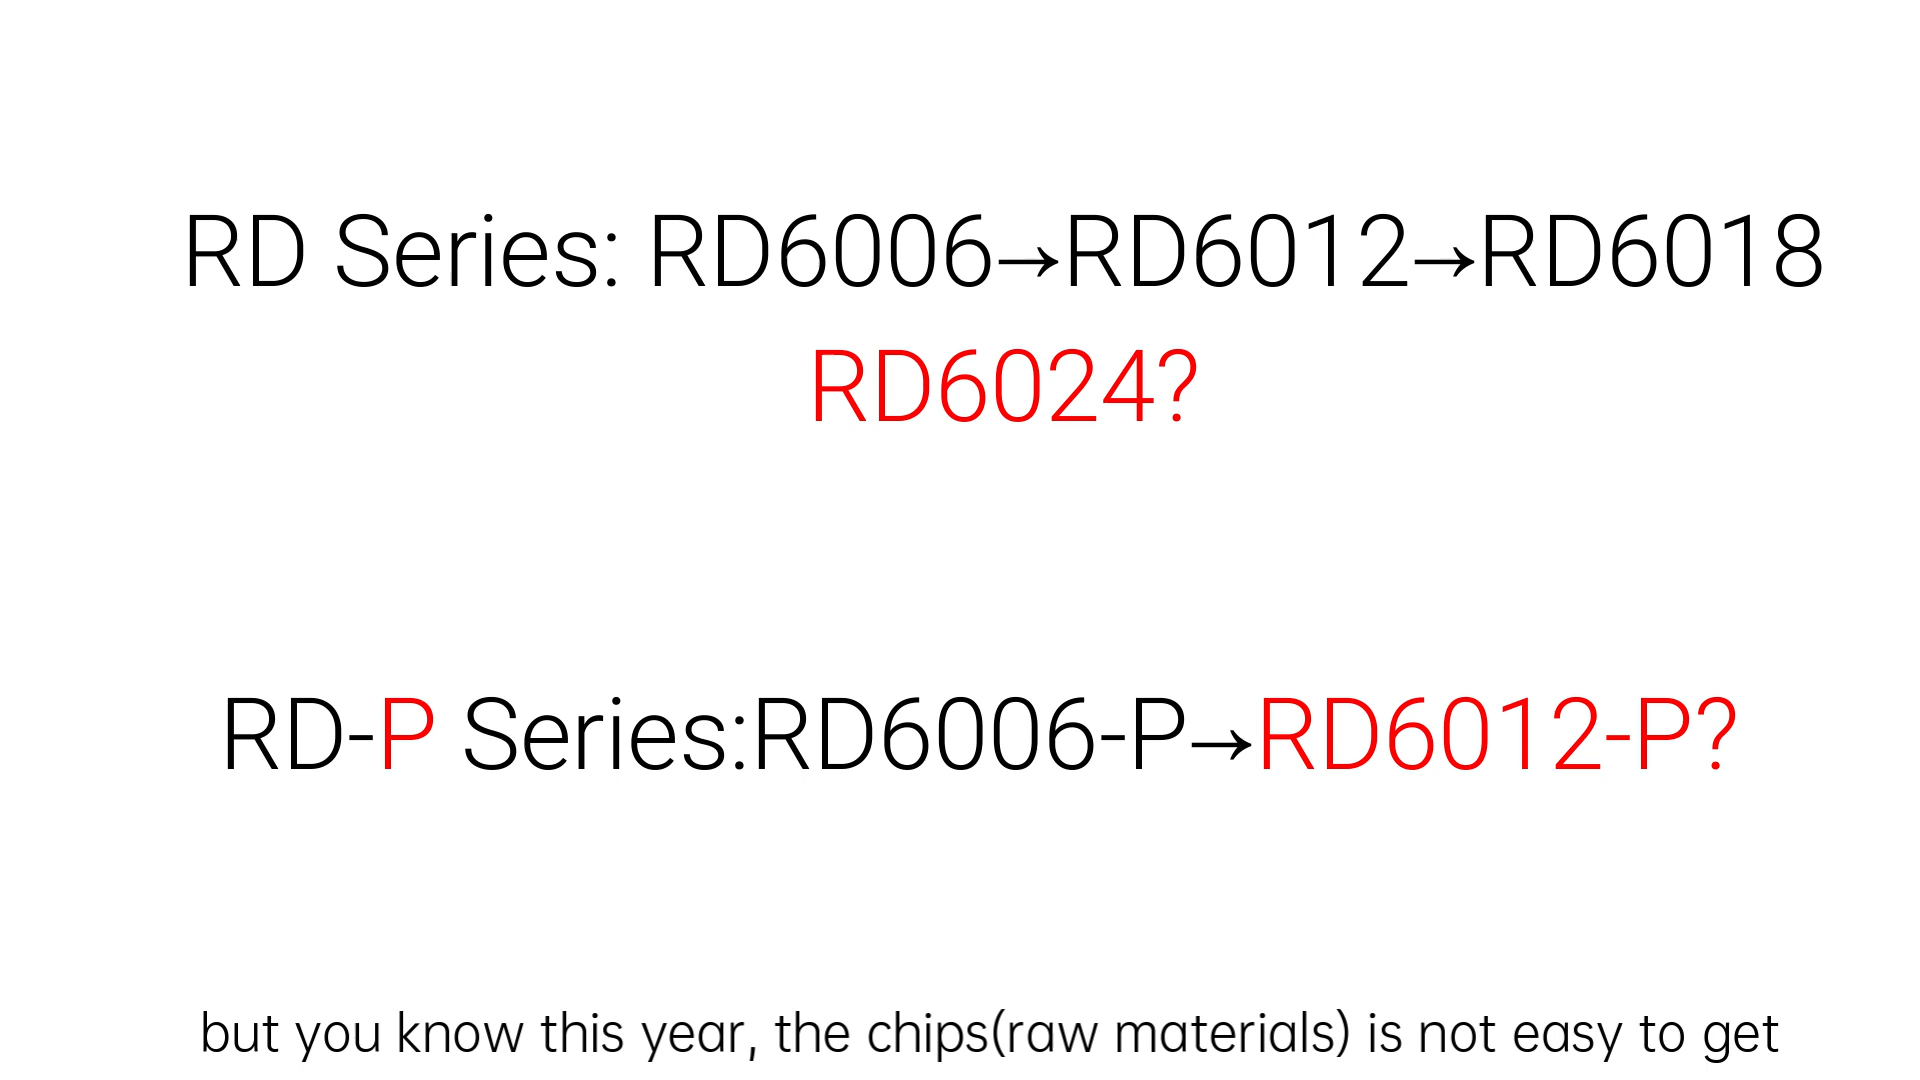 RD Series: RD6006→RD6012→RD6018
RD6024?
RD-P Series:RD6006-P→RD6012-P?
but you know this year, the chips(raw materials) is not easy to get